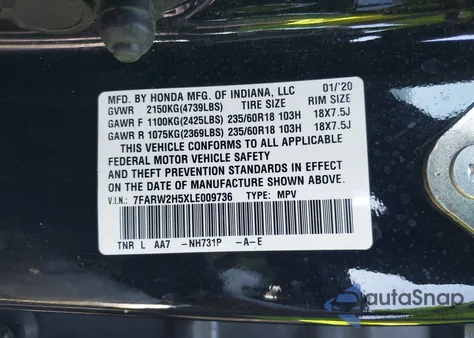 MFD. BY HONDA MFG. OF INDIANA, LLC 01/'20
GVWR 2150KG(4739LBS) TIRE SIZE RIM SIZE
GAWR F 1100KG(2425LBS) 235/60R18 103H 18X7.5J
GAWR R 1075KG(2369LBS) 235/60R18 103H 18X7.5J
THIS VEHICLE CONFORMS TO ALL APPLICABLE
FEDERAL MOTOR VEHICLE SAFETY
AND THEFT PREVENTION STANDARDS IN EFFECT
ON THE DATE OF MANUFACTURE SHOWN ABOVE.
V.I.N.: 7FARW2H5XLE009736 TYPE: MPV
TNR L AA7 -NH731P -A-E
autoSnap